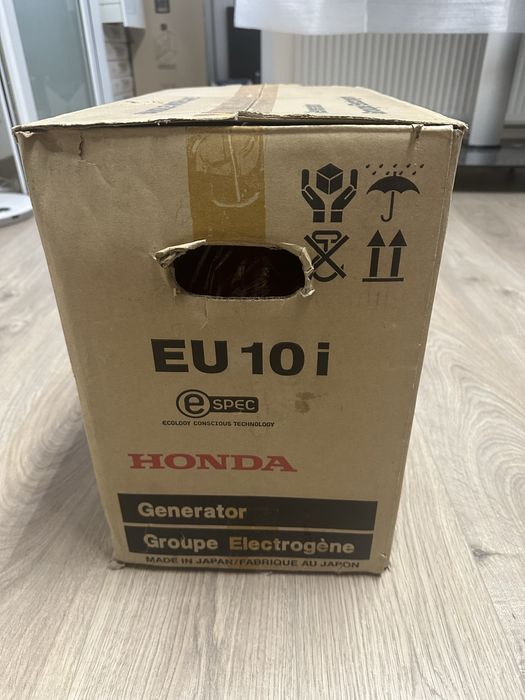 EU 10 i
e SPEC
ECOLOGY CONSCIOUS TECHNOLOGY
HONDA
Generator
Groupe Electrogène
MADE IN JAPAN/FABRIQUE AU JAPON